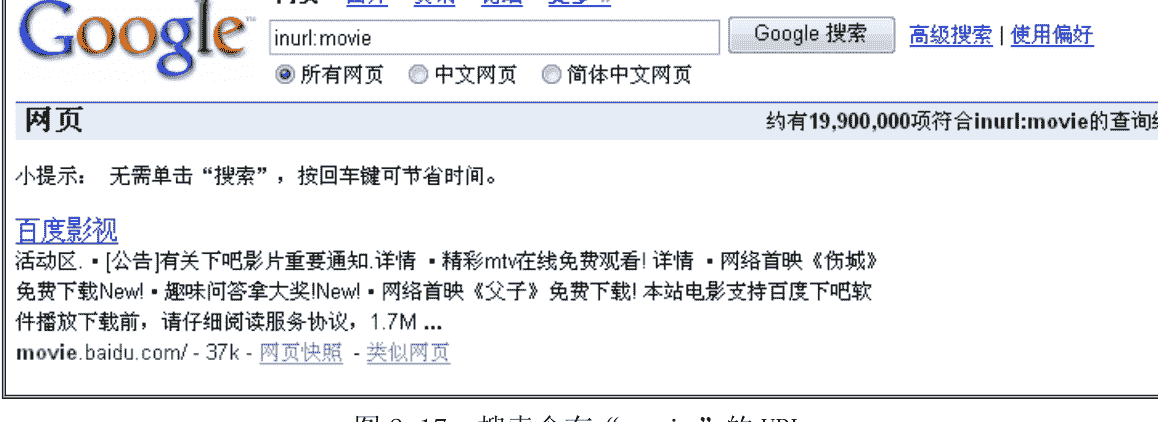 Google™
inurl:movie Google 搜索 高级搜索 | 使用偏好
所有网页 中文网页 简体中文网页
网页 约有19,900,000项符合inurl:movie的查询
小提示： 无需单击“搜索”，按回车键可节省时间。
百度影视
活动区.▪[公告]有关下吧影片重要通知.详情 ▪精彩mtv在线免费观看! 详情 ▪网络首映《伤城》
免费下载New!▪趣味问答拿大奖!New!▪网络首映《父子》免费下载! 本站电影支持百度下吧软
件播放下载前，请仔细阅读服务协议，1.7M ...
movie.baidu.com/ - 37k - 网页快照 - 类似网页